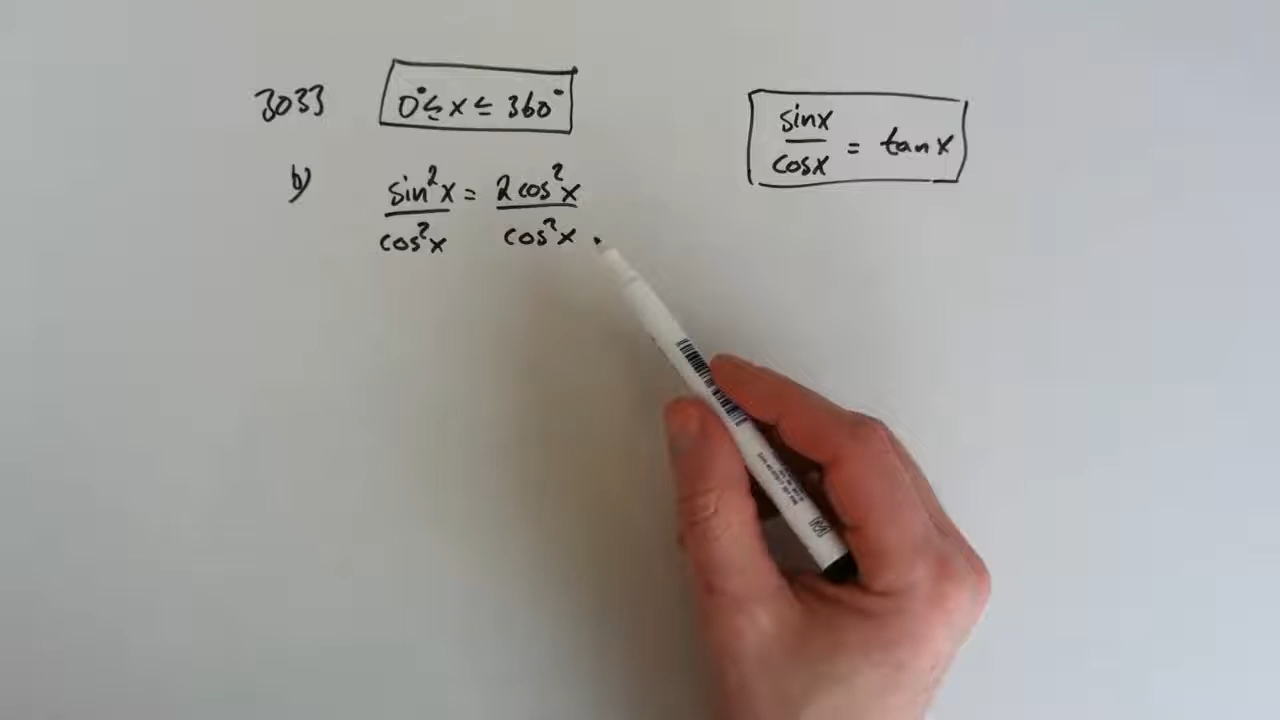 3033
0° ≤ x ≤ 360°
b)
sin²x = 2cos²x
cos²x cos²x
sinx
cosx = tanx